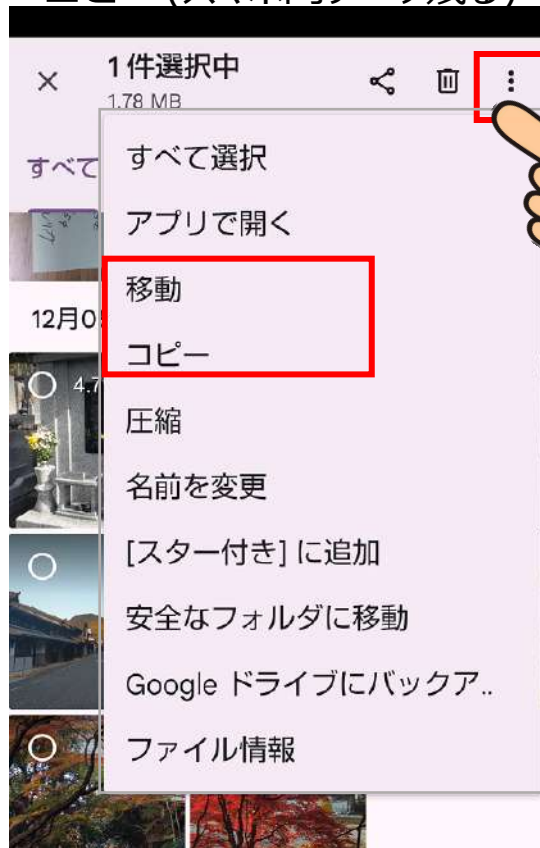 1件選択中
1.78 MB
すべて
すべて選択
アプリで開く
移動
12月0
コピー
4.7
圧縮
名前を変更
[スター付き] に追加
安全なフォルダに移動
Google ドライブにバックア..
ファイル情報